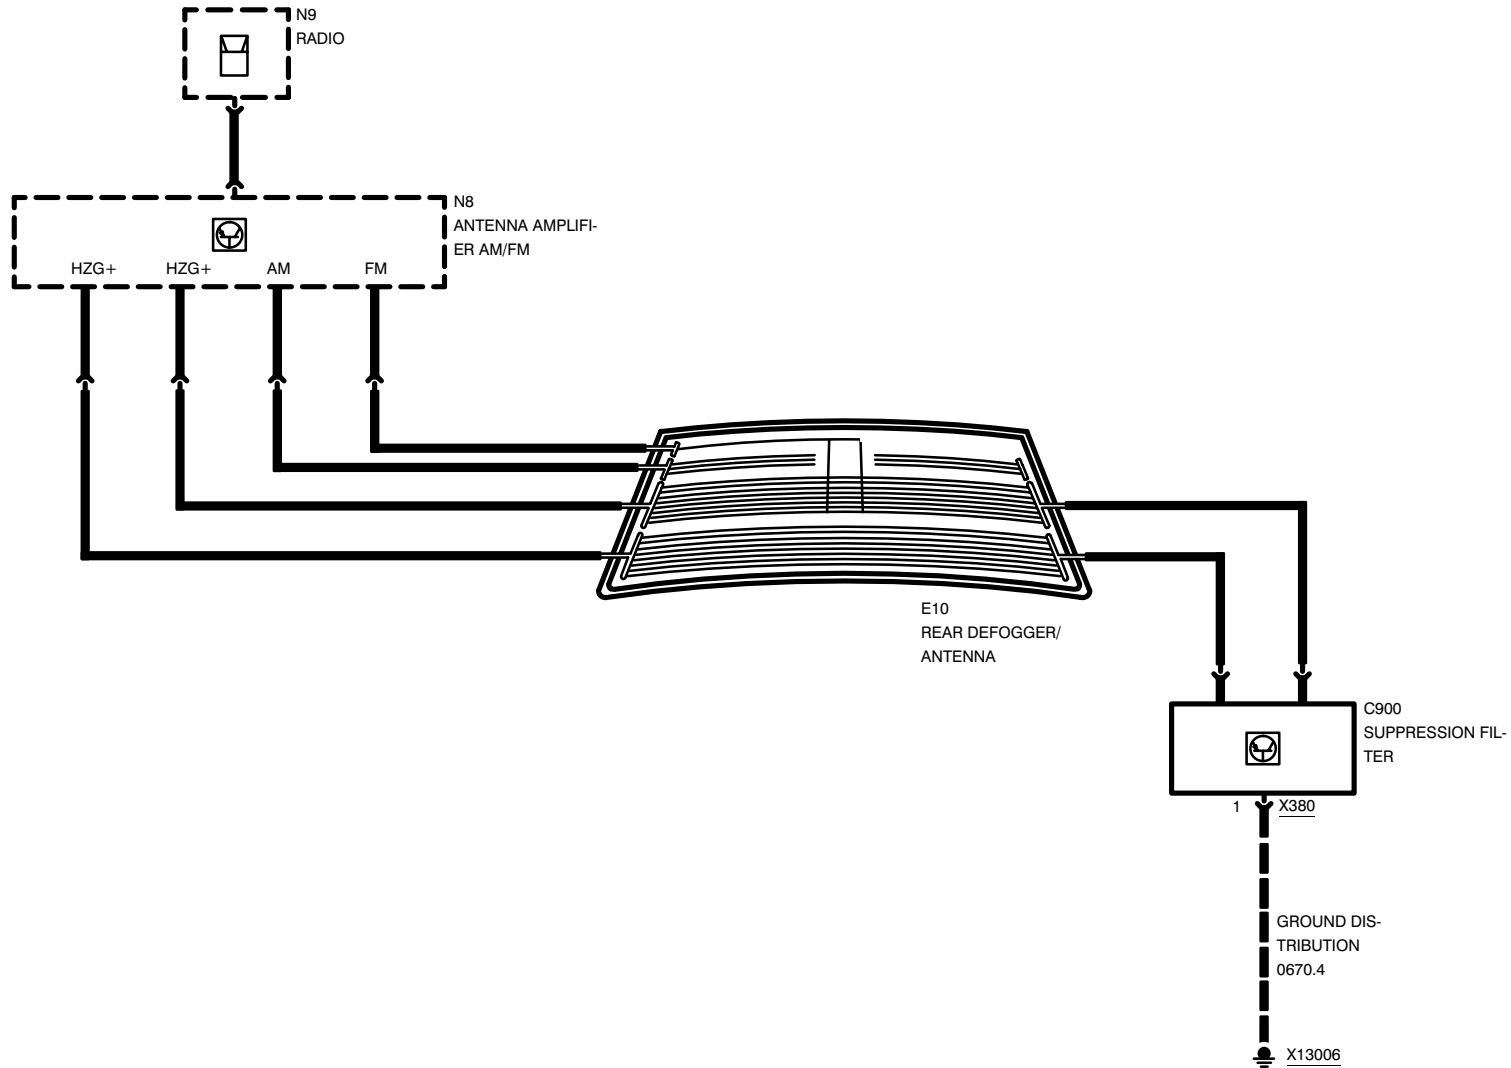 N9
RADIO
N8
ANTENNA AMPLIFI-
ER AM/FM
HZG+ HZG+ AM FM
E10
REAR DEFOGGER/
ANTENNA
C900
SUPPRESSION FIL-
TER
1 X380
GROUND DIS-
TRIBUTION
0670.4
X13006